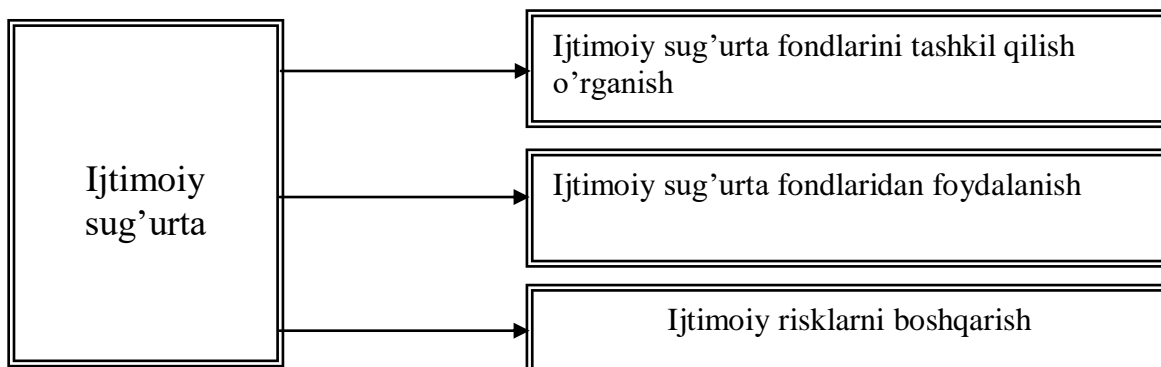 Ijtimoiy
sug’urta
Ijtimoiy sug’urta fondlarini tashkil qilish
o’rganish
Ijtimoiy sug’urta fondlaridan foydalanish
Ijtimoiy risklarni boshqarish